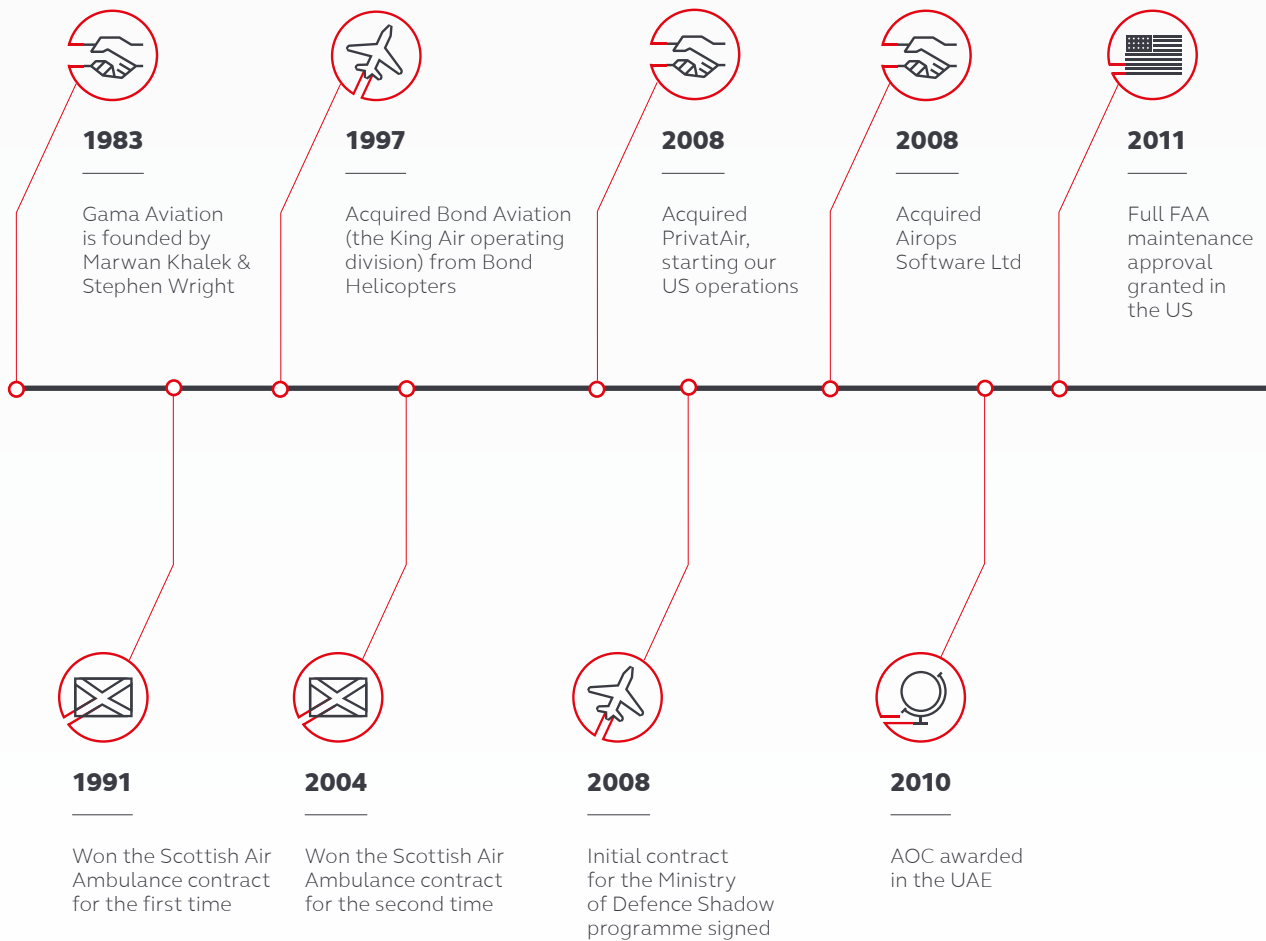 1983
Gama Aviation
is founded by
Marwan Khalek &
Stephen Wright
1997
Acquired Bond Aviation
(the King Air operating
division) from Bond
Helicopters
2008
Acquired
PrivatAir,
starting our
US operations
2008
Acquired
Airops
Software Ltd
2011
Full FAA
maintenance
approval
granted in
the US
1991
Won the Scottish Air
Ambulance contract
for the first time
2004
Won the Scottish Air
Ambulance contract
for the second time
2008
Initial contract
for the Ministry
of Defence Shadow
programme signed
2010
AOC awarded
in the UAE